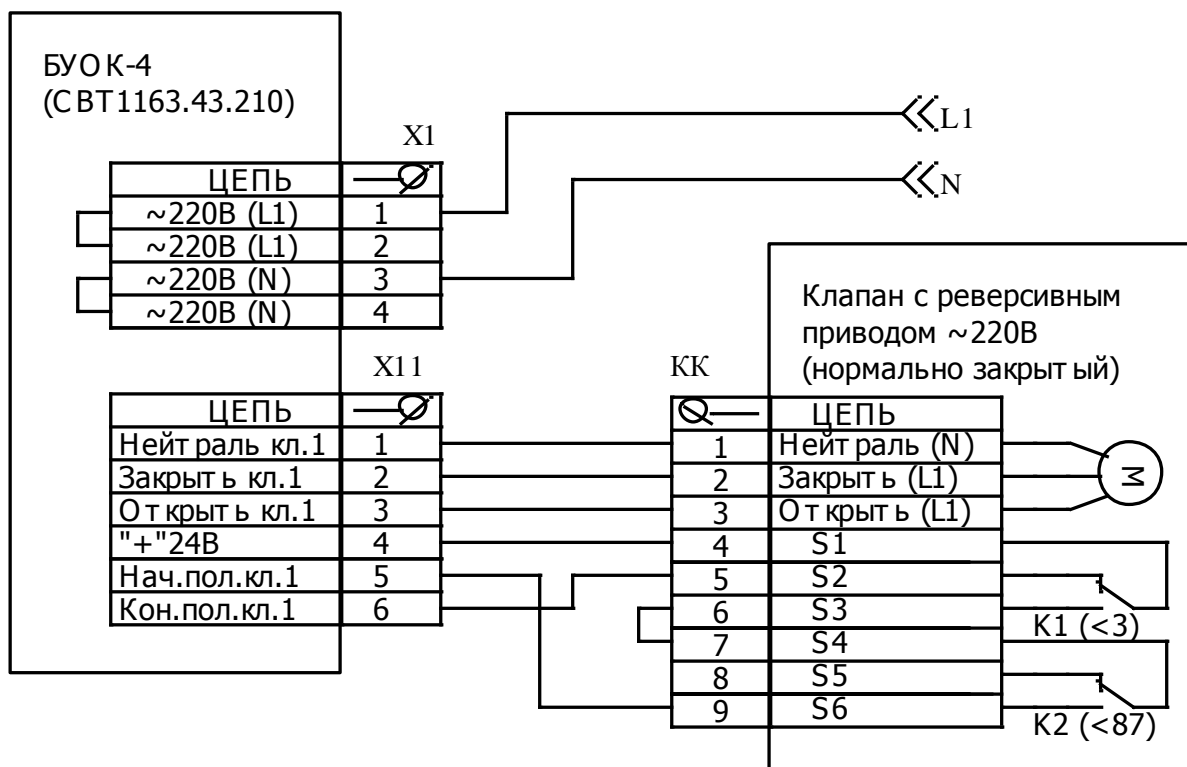 БУОК-4
(СВТ1163.43.210)
X1
ЦЕПЬ
~220В (L1) 1
~220В (L1) 2
~220В (N) 3
~220В (N) 4
L1
N
X11
ЦЕПЬ
Нейтраль кл.1 1
Закрыть кл.1 2
Открыть кл.1 3
"+"24В 4
Нач.пол.кл.1 5
Кон.пол.кл.1 6
Клапан с реверсивным
приводом ~220В
(нормально закрытый)
КК
ЦЕПЬ
1 Нейтраль (N)
2 Закрыть (L1)
3 Открыть (L1)
4 S1
5 S2
6 S3
7 S4
8 S5
9 S6
M
K1 (<3)
K2 (<87)